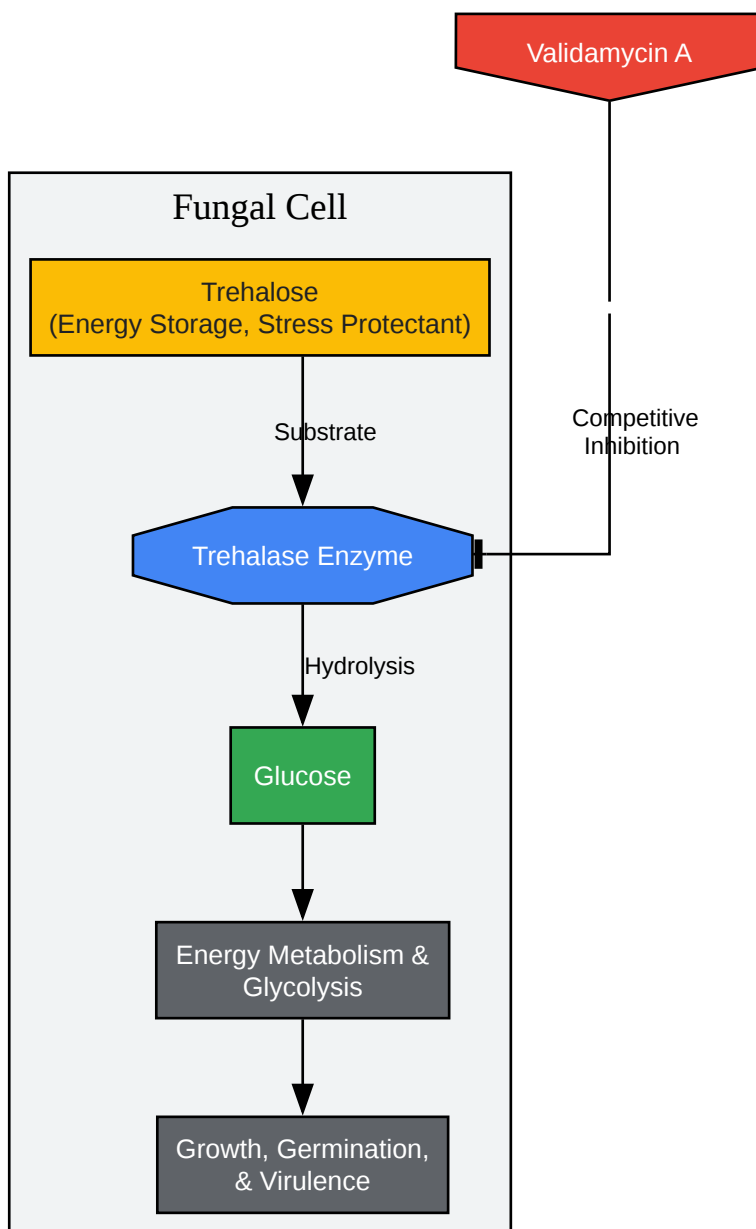 Validamycin A
Fungal Cell
Trehalose
(Energy Storage, Stress Protectant)
Substrate
Competitive
Inhibition
Trehalase Enzyme
Hydrolysis
Glucose
Energy Metabolism &
Glycolysis
Growth, Germination,
& Virulence